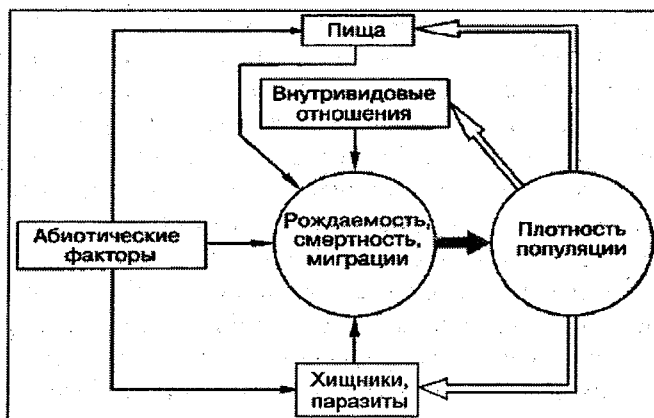 Пища
Внутривидовые
отношения
Рождаемость,
смертность,
миграции
Плотность
популяции
Абиотические
факторы
Хищники,
паразиты